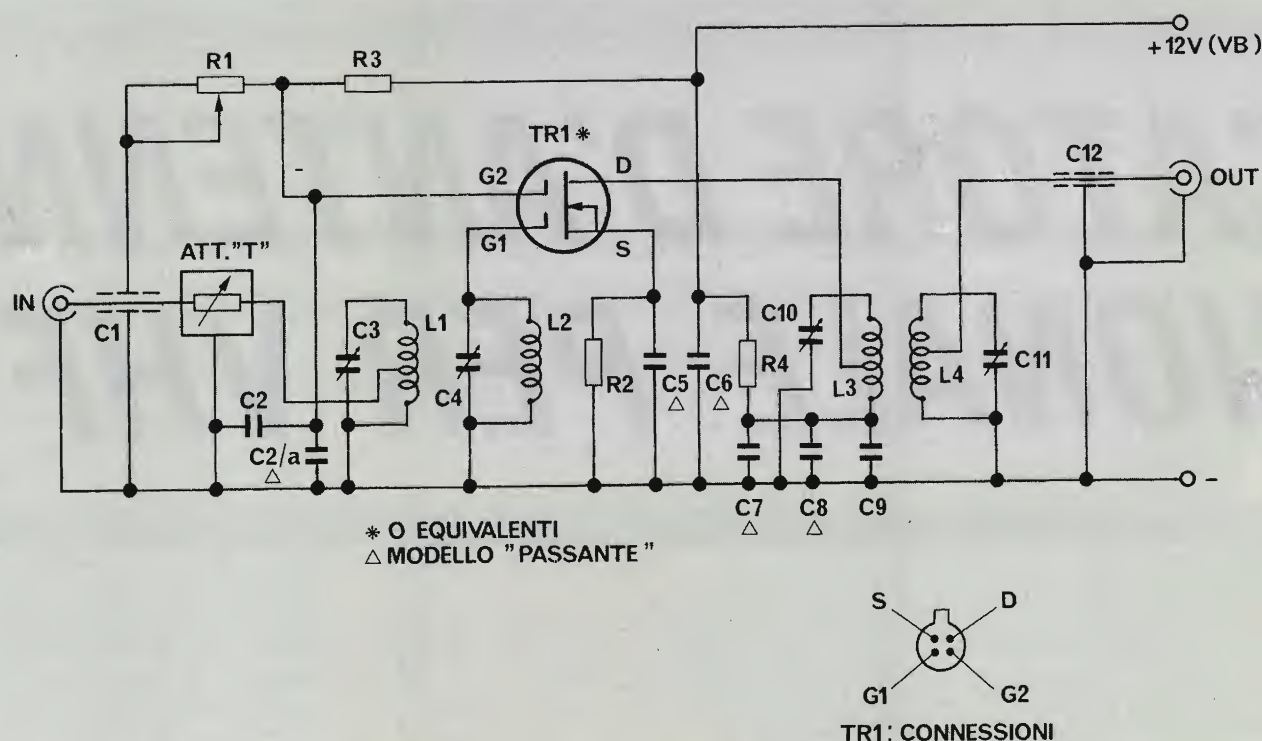 +12V (VB)
R1
R3
TR1 *
C12
G2
D
OUT
G1
S
ATT."T"
IN
C1
C3
L1
L2
C10
C4
R2
C5
△
C6
△
R4
L3
L4
C11
C2
C2/a
△
-
C7
△
C8
△
C9
* O EQUIVALENTI
△ MODELLO "PASSANTE"
S
D
G1
G2
TR1: CONNESSIONI